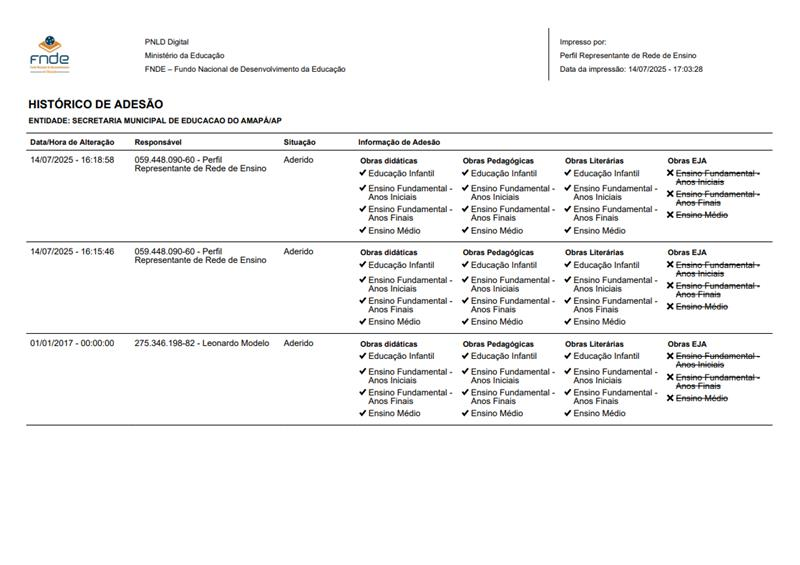 fnde
PNLD Digital
Ministério da Educação
FNDE – Fundo Nacional de Desenvolvimento da Educação
Impresso por:
Perfil Representante de Rede de Ensino
Data da impressão: 14/07/2025 - 17:03:28
HISTÓRICO DE ADESÃO
ENTIDADE: SECRETARIA MUNICIPAL DE EDUCACAO DO AMAPÁ/AP
Data/Hora de Alteração Responsável Situação Informação de Adesão
14/07/2025 - 16:18:58 059.448.090-60 - Perfil
Representante de Rede de Ensino
Aderido
Obras didáticas
✔ Educação Infantil
✔ Ensino Fundamental -
Anos Iniciais
✔ Ensino Fundamental -
Anos Finais
✔ Ensino Médio
Obras Pedagógicas
✔ Educação Infantil
✔ Ensino Fundamental -
Anos Iniciais
✔ Ensino Fundamental -
Anos Finais
✔ Ensino Médio
Obras Literárias
✔ Educação Infantil
✔ Ensino Fundamental -
Anos Iniciais
✔ Ensino Fundamental -
Anos Finais
✔ Ensino Médio
Obras EJA
✖ Ensino Fundamental -
Anos Iniciais
✖ Ensino Fundamental -
Anos Finais
✖ Ensino Médio
14/07/2025 - 16:15:46 059.448.090-60 - Perfil
Representante de Rede de Ensino
Aderido
Obras didáticas
✔ Educação Infantil
✔ Ensino Fundamental -
Anos Iniciais
✔ Ensino Fundamental -
Anos Finais
✔ Ensino Médio
Obras Pedagógicas
✔ Educação Infantil
✔ Ensino Fundamental -
Anos Iniciais
✔ Ensino Fundamental -
Anos Finais
✔ Ensino Médio
Obras Literárias
✔ Educação Infantil
✔ Ensino Fundamental -
Anos Iniciais
✔ Ensino Fundamental -
Anos Finais
✔ Ensino Médio
Obras EJA
✖ Ensino Fundamental -
Anos Iniciais
✖ Ensino Fundamental -
Anos Finais
✖ Ensino Médio
01/01/2017 - 00:00:00 275.346.198-82 - Leonardo Modelo Aderido
Obras didáticas
✔ Educação Infantil
✔ Ensino Fundamental -
Anos Iniciais
✔ Ensino Fundamental -
Anos Finais
✔ Ensino Médio
Obras Pedagógicas
✔ Educação Infantil
✔ Ensino Fundamental -
Anos Iniciais
✔ Ensino Fundamental -
Anos Finais
✔ Ensino Médio
Obras Literárias
✔ Educação Infantil
✔ Ensino Fundamental -
Anos Iniciais
✔ Ensino Fundamental -
Anos Finais
✔ Ensino Médio
Obras EJA
✖ Ensino Fundamental -
Anos Iniciais
✖ Ensino Fundamental -
Anos Finais
✖ Ensino Médio